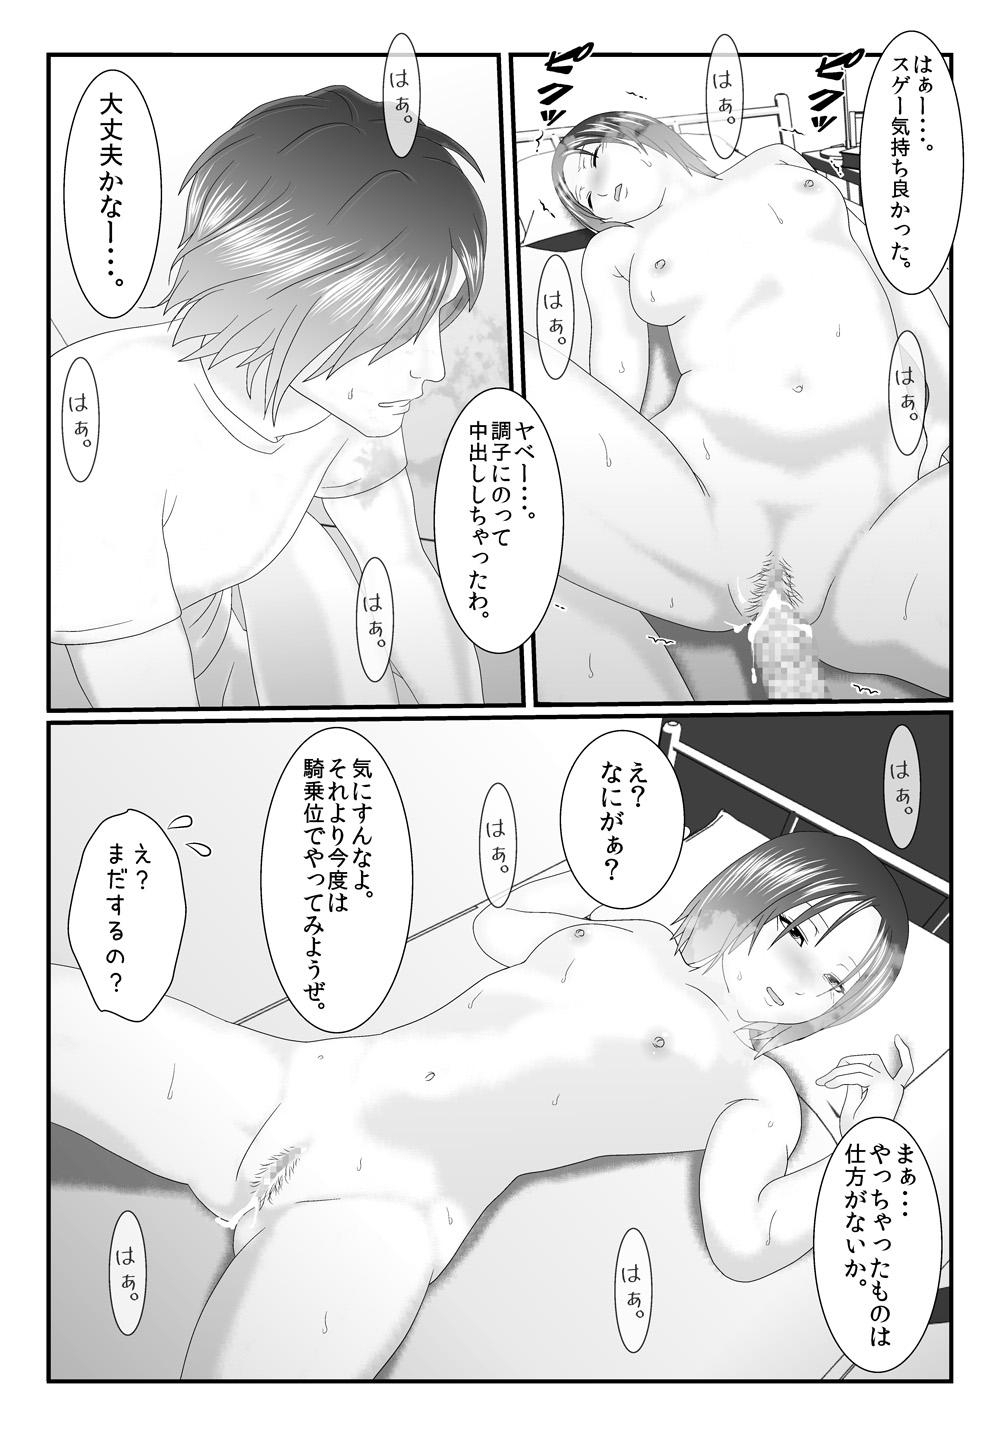 はぁー・・・。
スゲー気持ち良かった。
ピクッ
ピクッ
はぁ。
はぁ。
はぁ。
ヤベー・・・。
調子にのって
中出ししちゃったわ。
はぁ。
大丈夫かなー・・・。
はぁ。
はぁ。
はぁ。
え？
なにがぁ？
まぁ・・・
やっちゃったものは
仕方がないか。
はぁ。
気にすんなよ。
それより今度は
騎乗位でやってみようぜ。
え？
まだするの？
はぁ。
はぁ。